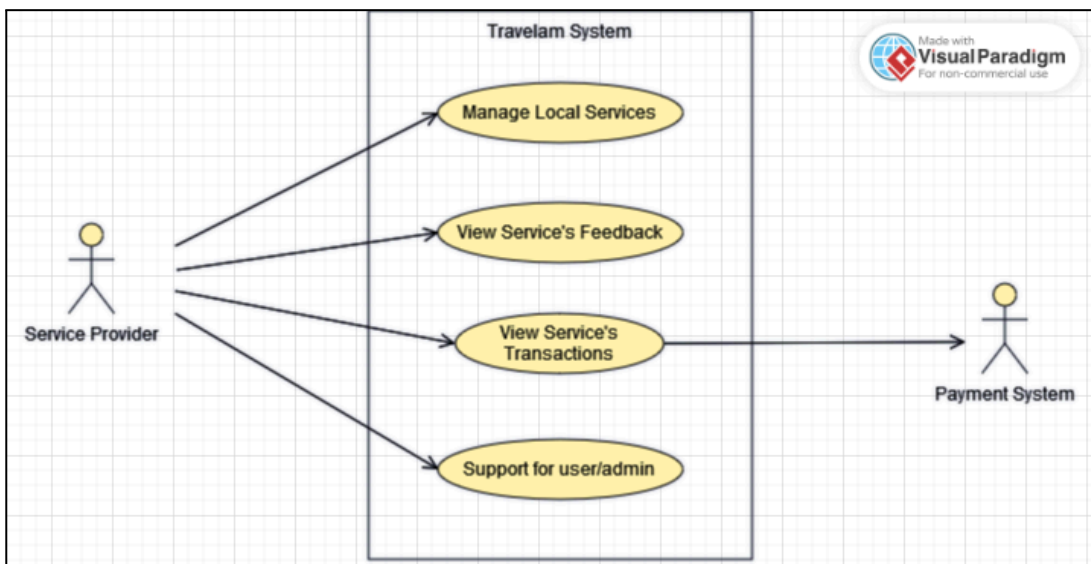 Travelam System
Made with
Visual Paradigm
For non-commercial use
Manage Local Services
View Service's Feedback
Service Provider
View Service's
Transactions
Payment System
Support for user/admin